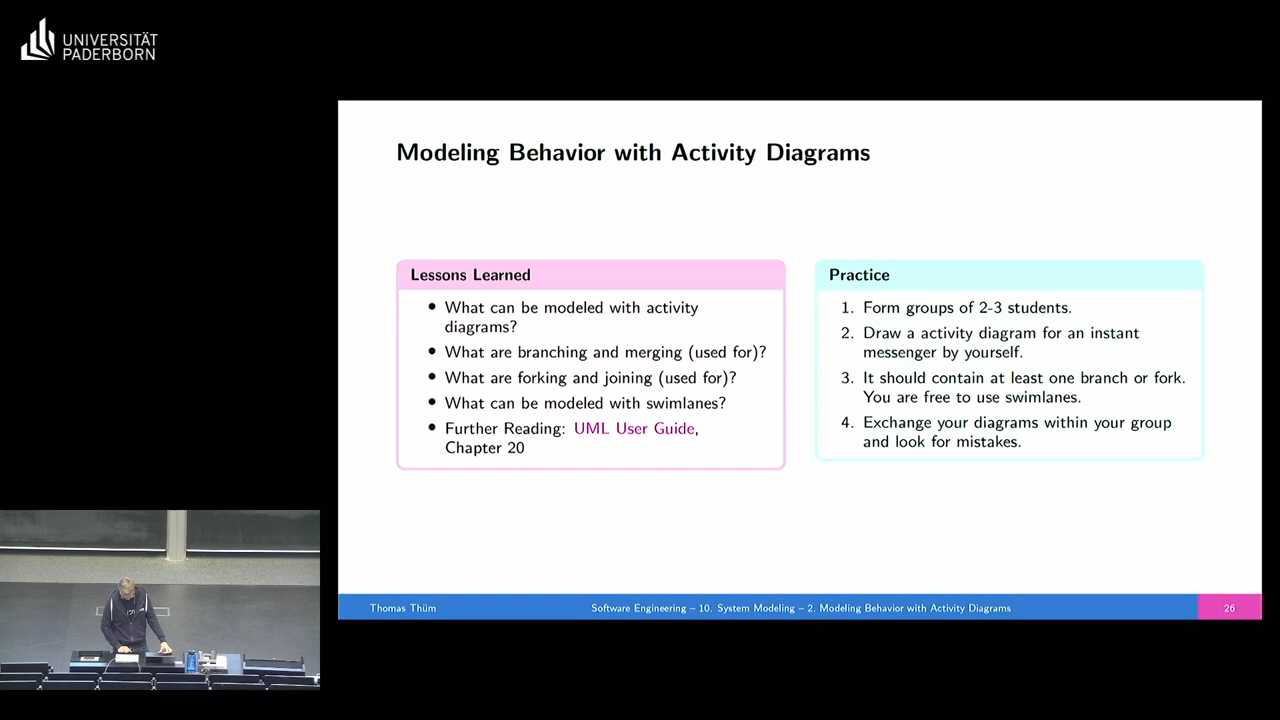 UNIVERSITÄT
PADERBORN
Modeling Behavior with Activity Diagrams
Lessons Learned
• What can be modeled with activity
diagrams?
• What are branching and merging (used for)?
• What are forking and joining (used for)?
• What can be modeled with swimlanes?
• Further Reading: UML User Guide,
Chapter 20
Practice
1. Form groups of 2-3 students.
2. Draw a activity diagram for an instant
messenger by yourself.
3. It should contain at least one branch or fork.
You are free to use swimlanes.
4. Exchange your diagrams within your group
and look for mistakes.
Thomas Thüm
Software Engineering – 10. System Modeling – 2. Modeling Behavior with Activity Diagrams
26